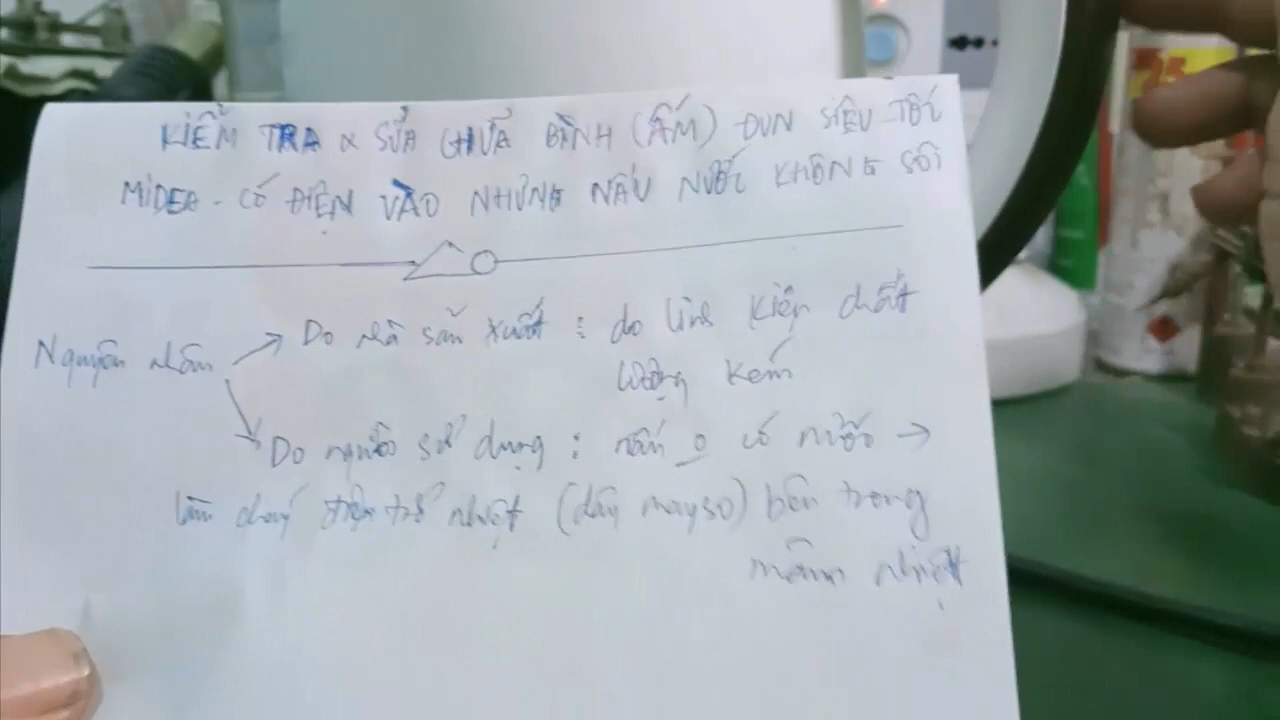 KIỂM TRA & SỬA CHỮA BÌNH (ẤM) ĐUN SIÊU TỐC
MIDEA - CÓ ĐIỆN VÀO NHƯNG NẤU NƯỚC KHÔNG SÔI
Nguyên nhân → Do nhà sản xuất : do linh kiện chất
lượng kém
Do người sử dụng : nấu o có nước →
làm cháy điện trở nhiệt (dây mayso) bên trong
mâm nhiệt